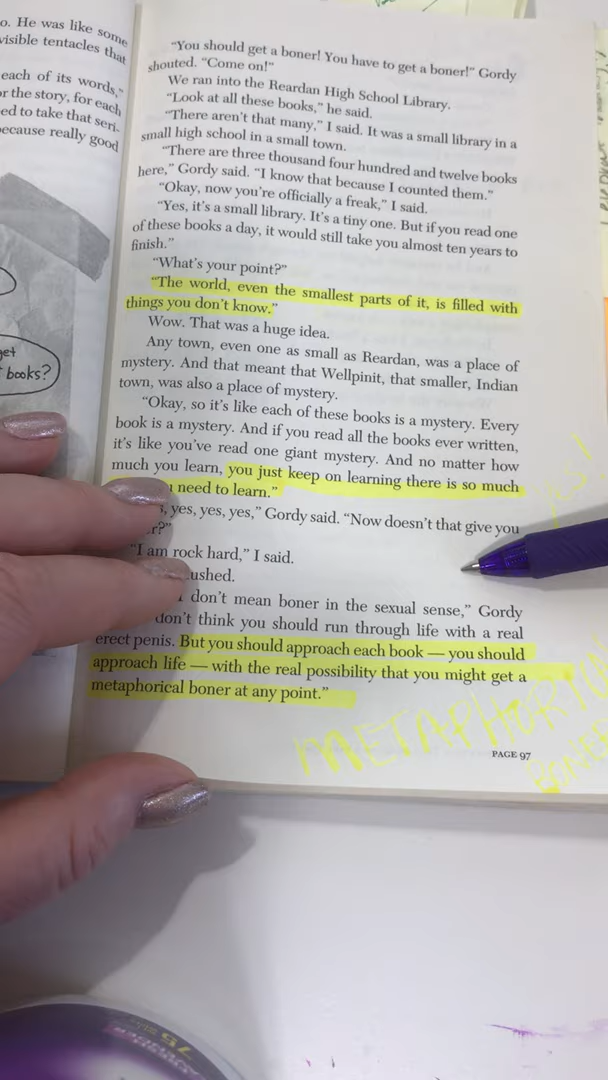 o. He was like some
visible tentacles that
each of its words,"
or the story, for each
ed to take that seri-
because really good
get
books?
"You should get a boner! You have to get a boner!" Gordy
shouted. "Come on!"
We ran into the Reardan High School Library.
"Look at all these books," he said.
"There aren't that many," I said. It was a small library in a
small high school in a small town.
"There are three thousand four hundred and twelve books
here," Gordy said. "I know that because I counted them."
"Okay, now you're officially a freak," I said.
"Yes, it's a small library. It's a tiny one. But if you read one
of these books a day, it would still take you almost ten years to
finish."
"What's your point?"
"The world, even the smallest parts of it, is filled with
things you don't know."
Wow. That was a huge idea.
Any town, even one as small as Reardan, was a place of
mystery. And that meant that Wellpinit, that smaller, Indian
town, was also a place of mystery.
"Okay, so it's like each of these books is a mystery. Every
book is a mystery. And if you read all the books ever written,
it's like you've read one giant mystery. And no matter how
much you learn, you just keep on learning there is so much
need to learn."
yes, yes, yes," Gordy said. "Now doesn't that give you
r?"
"I am rock hard," I said.
ushed.
don't mean boner in the sexual sense," Gordy
don't think you should run through life with a real
erect penis. But you should approach each book — you should
approach life — with the real possibility that you might get a
metaphorical boner at any point."
YES!
METAPHORICA
BONER
PAGE 97
75